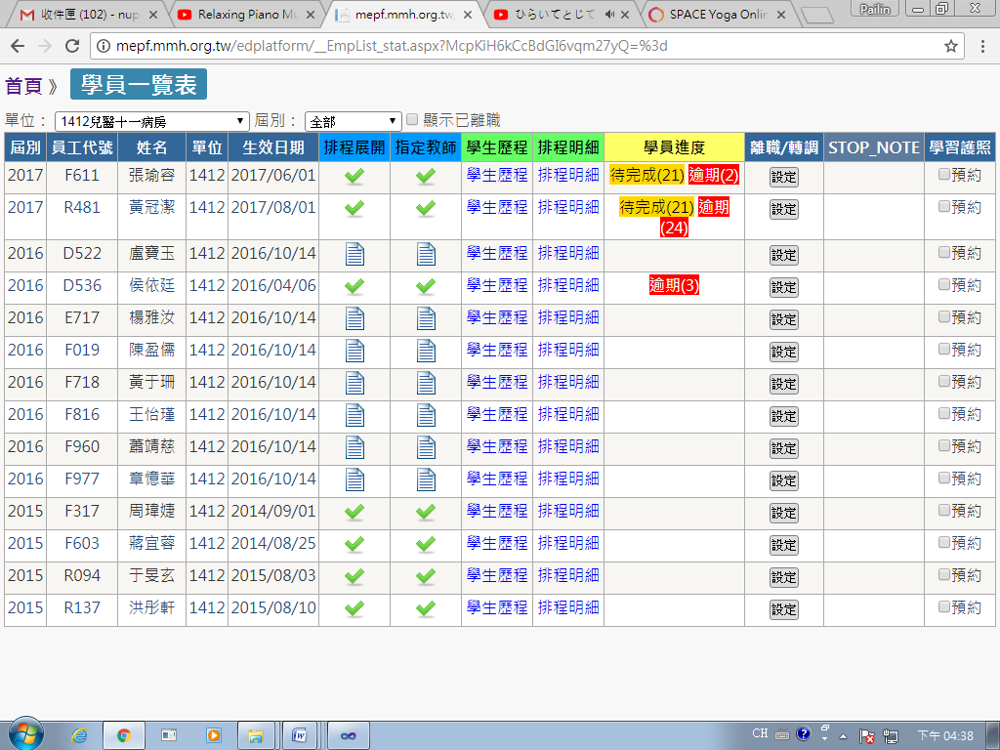 收件匣 (102) - nup
Relaxing Piano Mu
mepf.mmh.org.tw
ひらいてとじて
SPACE Yoga Onlin
Pailin
mepf.mmh.org.tw/edplatform/__EmpList_stat.aspx?McpKiH6kCcBdGI6vqm27yQ=%3d
首頁 》 學員一覽表
單位： 1412兒醫十一病房 屆別： 全部 顯示已離職
屆別 員工代號 姓名 單位 生效日期 排程展開 指定教師 學生歷程 排程明細 學員進度 離職/轉調 STOP_NOTE 學習護照
2017 F611 張瑜容 1412 2017/06/01 學生歷程 排程明細 待完成(21) 逾期(2) 設定 預約
2017 R481 黃冠潔 1412 2017/08/01 學生歷程 排程明細 待完成(21) 逾期 設定 預約
(24)
2016 D522 盧寶玉 1412 2016/10/14 學生歷程 排程明細 設定 預約
2016 D536 侯依廷 1412 2016/04/06 學生歷程 排程明細 逾期(3) 設定 預約
2016 E717 楊雅汝 1412 2016/10/14 學生歷程 排程明細 設定 預約
2016 F019 陳盈儒 1412 2016/10/14 學生歷程 排程明細 設定 預約
2016 F718 黃于珊 1412 2016/10/14 學生歷程 排程明細 設定 預約
2016 F816 王怡瑾 1412 2016/10/14 學生歷程 排程明細 設定 預約
2016 F960 蕭靖慈 1412 2016/10/14 學生歷程 排程明細 設定 預約
2016 F977 章憶華 1412 2016/10/14 學生歷程 排程明細 設定 預約
2015 F317 周瑋婕 1412 2014/09/01 學生歷程 排程明細 設定 預約
2015 F603 蔣宜蓉 1412 2014/08/25 學生歷程 排程明細 設定 預約
2015 R094 于旻玄 1412 2015/08/03 學生歷程 排程明細 設定 預約
2015 R137 洪彤軒 1412 2015/08/10 學生歷程 排程明細 設定 預約
CH 下午 04:38